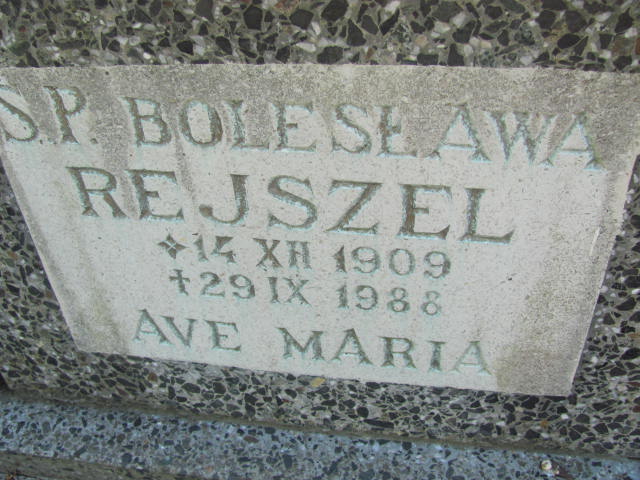 Ś.P. BOLESŁAWA
REJSZEL
✦ 14 XII 1909
✝ 29 IX 1988
AVE MARIA